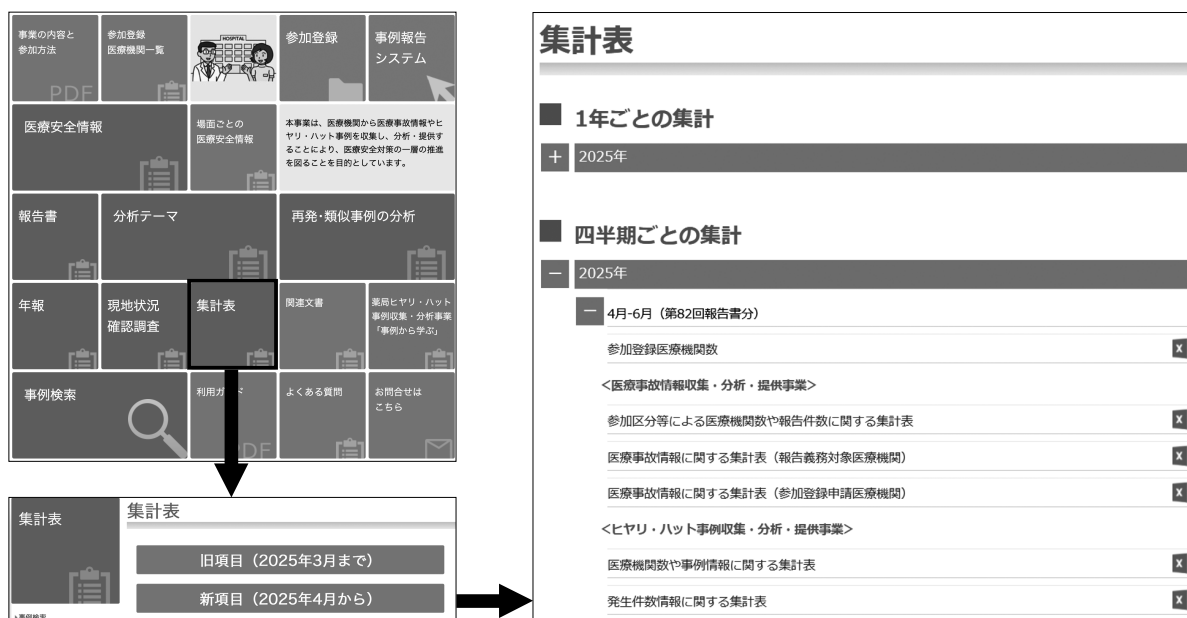 事業の内容と
参加方法
PDF
参加登録
医療機関一覧
HOSPITAL
参加登録
事例報告
システム
医療安全情報
場面ごとの
医療安全情報
本事業は、医療機関から医療事故情報やヒ
ヤリ・ハット事例を収集し、分析・提供す
ることにより、医療安全対策の一層の推進
を図ることを目的としています。
報告書
分析テーマ
再発・類似事例の分析
年報
現地状況
確認調査
集計表
関連文書
薬局ヒヤリ・ハット
事例収集・分析事業
「事例から学ぶ」
事例検索
利用ガイド
PDF
よくある質問
お問合せは
こちら
集計表
事例検索
集計表
旧項目（2025年3月まで）
新項目（2025年4月から）
集計表
■ 1年ごとの集計
＋ 2025年
■ 四半期ごとの集計
－ 2025年
－ 4月-6月（第82回報告書分）
参加登録医療機関数 X
＜医療事故情報収集・分析・提供事業＞
参加区分等による医療機関数や報告件数に関する集計表 X
医療事故情報に関する集計表（報告義務対象医療機関） X
医療事故情報に関する集計表（参加登録申請医療機関） X
＜ヒヤリ・ハット事例収集・分析・提供事業＞
医療機関数や事例情報に関する集計表 X
発生件数情報に関する集計表 X